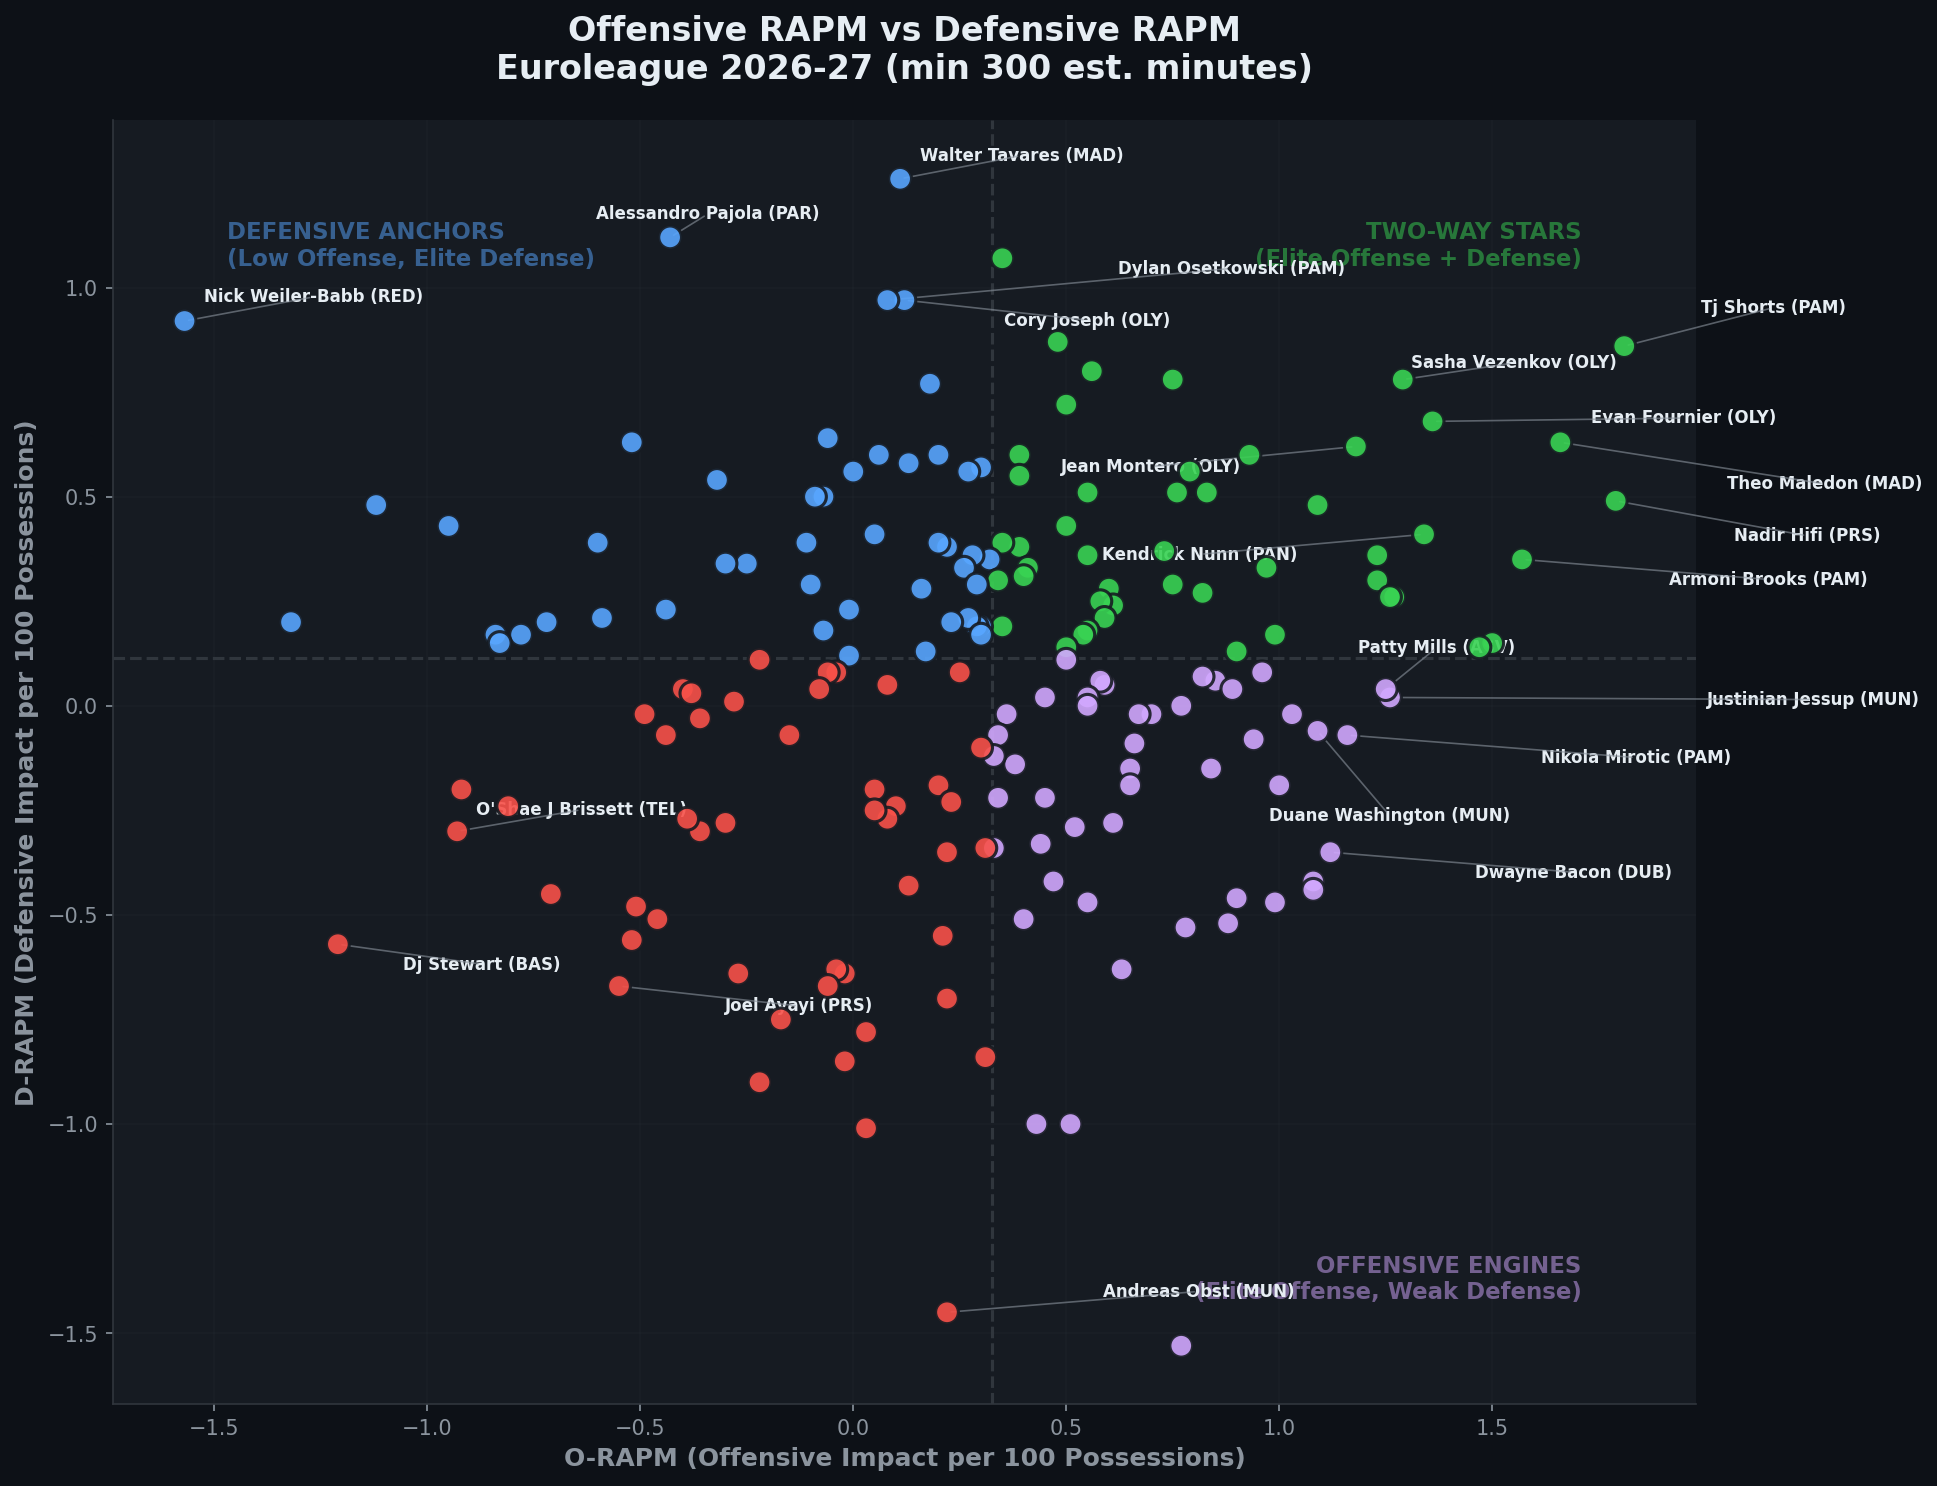 Offensive RAPM vs Defensive RAPM
Euroleague 2026-27 (min 300 est. minutes)
Walter Tavares (MAD)
Alessandro Pajola (PAR)
DEFENSIVE ANCHORS
(Low Offense, Elite Defense)
TWO-WAY STARS
(Elite Offense + Defense)
Dylan Osetkowski (PAM)
Nick Weiler-Babb (RED)
Tj Shorts (PAM)
Cory Joseph (OLY)
Sasha Vezenkov (OLY)
Evan Fournier (OLY)
Jean Montero (OLY)
Theo Maledon (MAD)
Nadir Hifi (PRS)
Kendrick Nunn (PAN)
Armoni Brooks (PAM)
Patty Mills
Justinian Jessup (MUN)
Nikola Mirotic (PAM)
O'Shae J Brissett (TEL)
Duane Washington (MUN)
Dwayne Bacon (DUB)
Dj Stewart (BAS)
Joel Ayayi (PRS)
OFFENSIVE ENGINES
(Elite Offense, Weak Defense)
Andreas Obst (MUN)
D-RAPM (Defensive Impact per 100 Possessions)
1.0
0.5
0.0
−0.5
−1.0
−1.5
−1.5
−1.0
−0.5
0.0
0.5
1.0
1.5
O-RAPM (Offensive Impact per 100 Possessions)